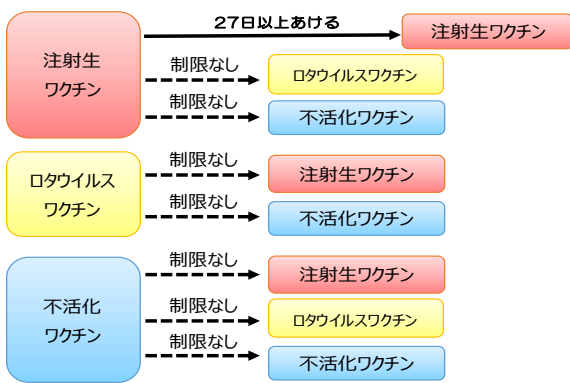 27日以上あける
注射生
ワクチン
注射生ワクチン
制限なし
ロタウイルスワクチン
制限なし
不活化ワクチン
ロタウイルス
ワクチン
制限なし
注射生ワクチン
制限なし
不活化ワクチン
不活化
ワクチン
制限なし
注射生ワクチン
制限なし
ロタウイルスワクチン
制限なし
不活化ワクチン